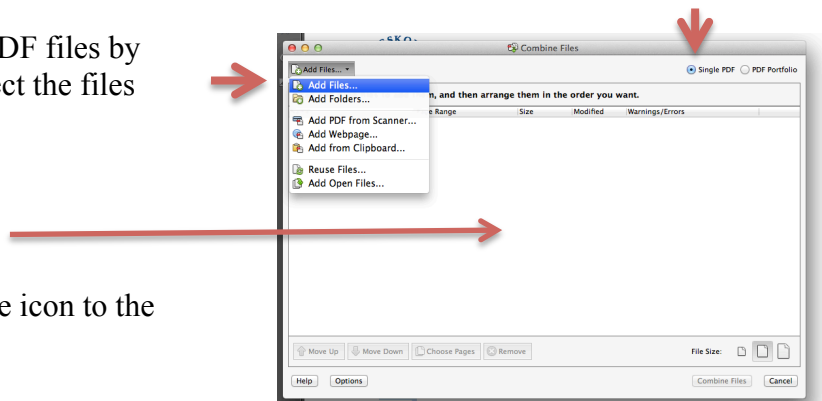 DF files by
ect the files
e icon to the
SKO
Combine Files
Add Files...
Single PDF PDF Portfolio
Add Files...
Add Folders...
Add PDF from Scanner...
Add Webpage...
Add from Clipboard...
Reuse Files...
Add Open Files...
m, and then arrange them in the order you want.
e Range Size Modified Warnings/Errors
Move Up Move Down Choose Pages Remove File Size:
Help Options Combine Files Cancel